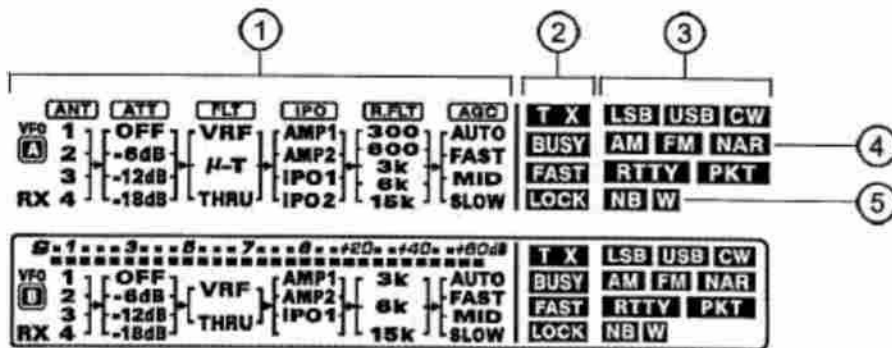 1 2 3
ANT ATT FLT IPO R.FLT AGC T X LSB USB CW
VFO 1 OFF VRF AMP1 300 AUTO BUSY AM FM NAR 4
A 2 -6dB μ-T AMP2 600 FAST FAST RTTY PKT
3 -12dB IPO1 3k MID LOCK NB W 5
RX 4 -18dB THRU IPO2 6k SLOW
15k
S 1 3 5 7 +20 +40 +60dB T X LSB USB CW
VFO 1 OFF VRF AMP1 3k AUTO BUSY AM FM NAR
B 2 -6dB THRU AMP2 6k FAST FAST RTTY PKT
3 -12dB IPO1 15k MID LOCK NB W
RX 4 -18dB SLOW